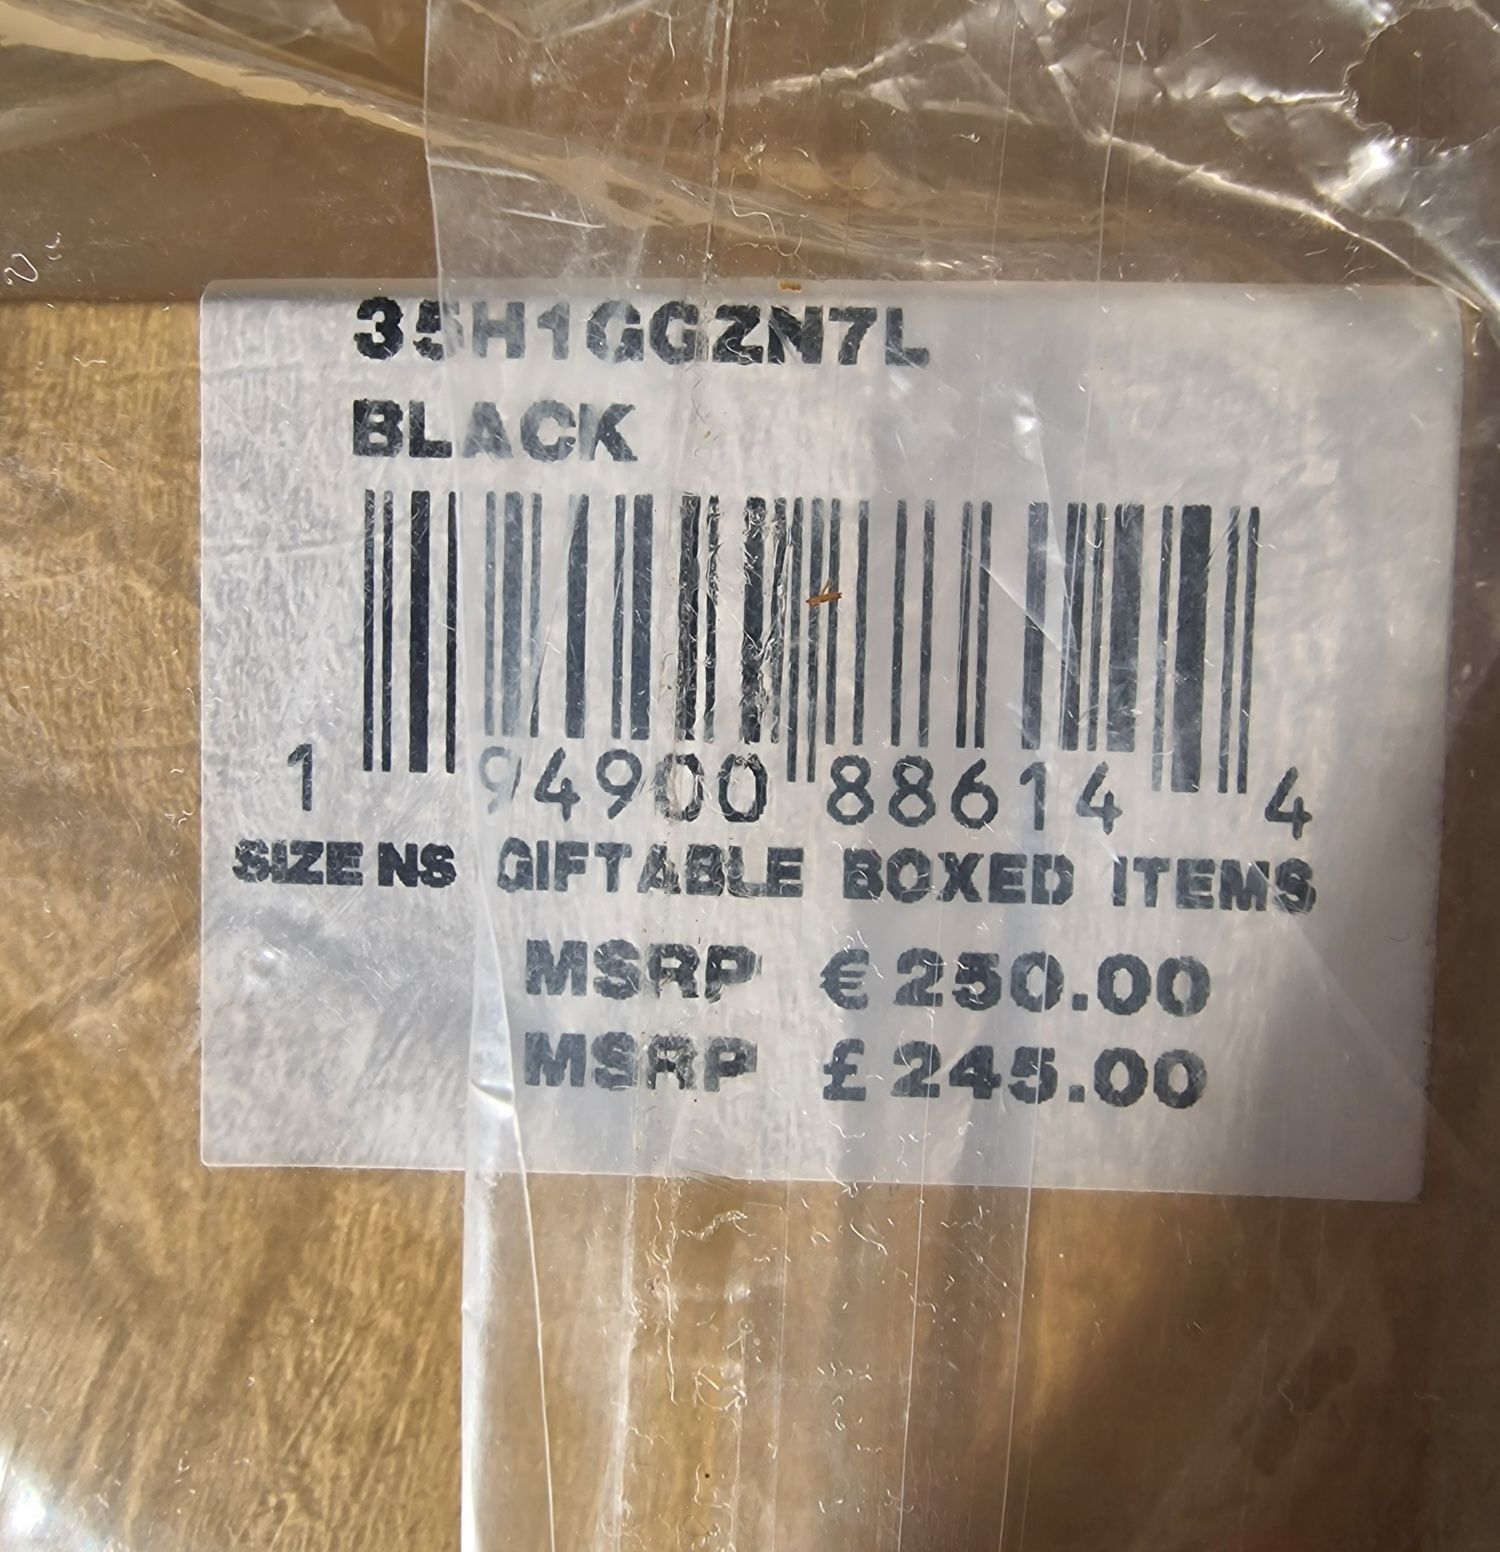 35H1GGZN7L
BLACK
1 94900 88614 4
SIZE NS GIFTABLE BOXED ITEMS
MSRP € 250.00
MSRP £ 245.00